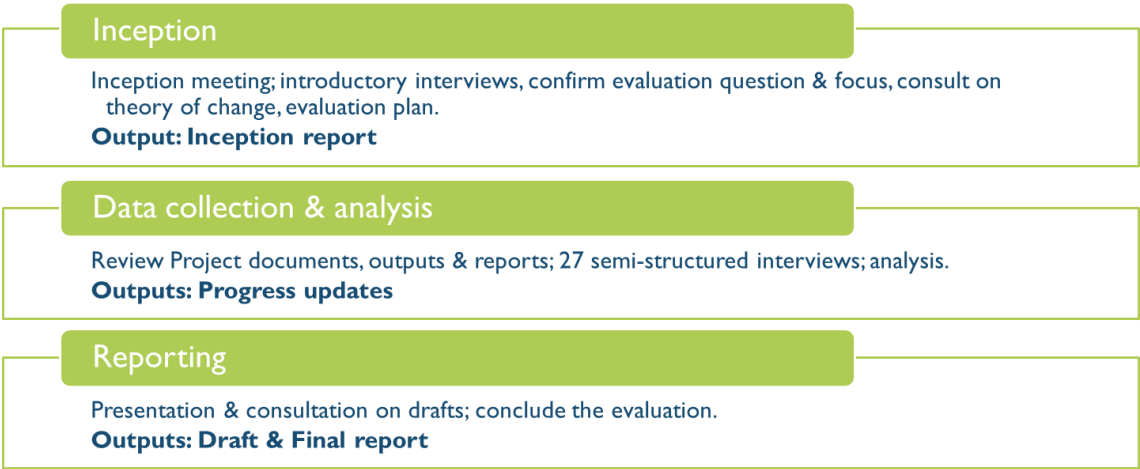 Inception
Inception meeting; introductory interviews, confirm evaluation question & focus, consult on
theory of change, evaluation plan.
Output: Inception report
Data collection & analysis
Review Project documents, outputs & reports; 27 semi-structured interviews; analysis.
Outputs: Progress updates
Reporting
Presentation & consultation on drafts; conclude the evaluation.
Outputs: Draft & Final report